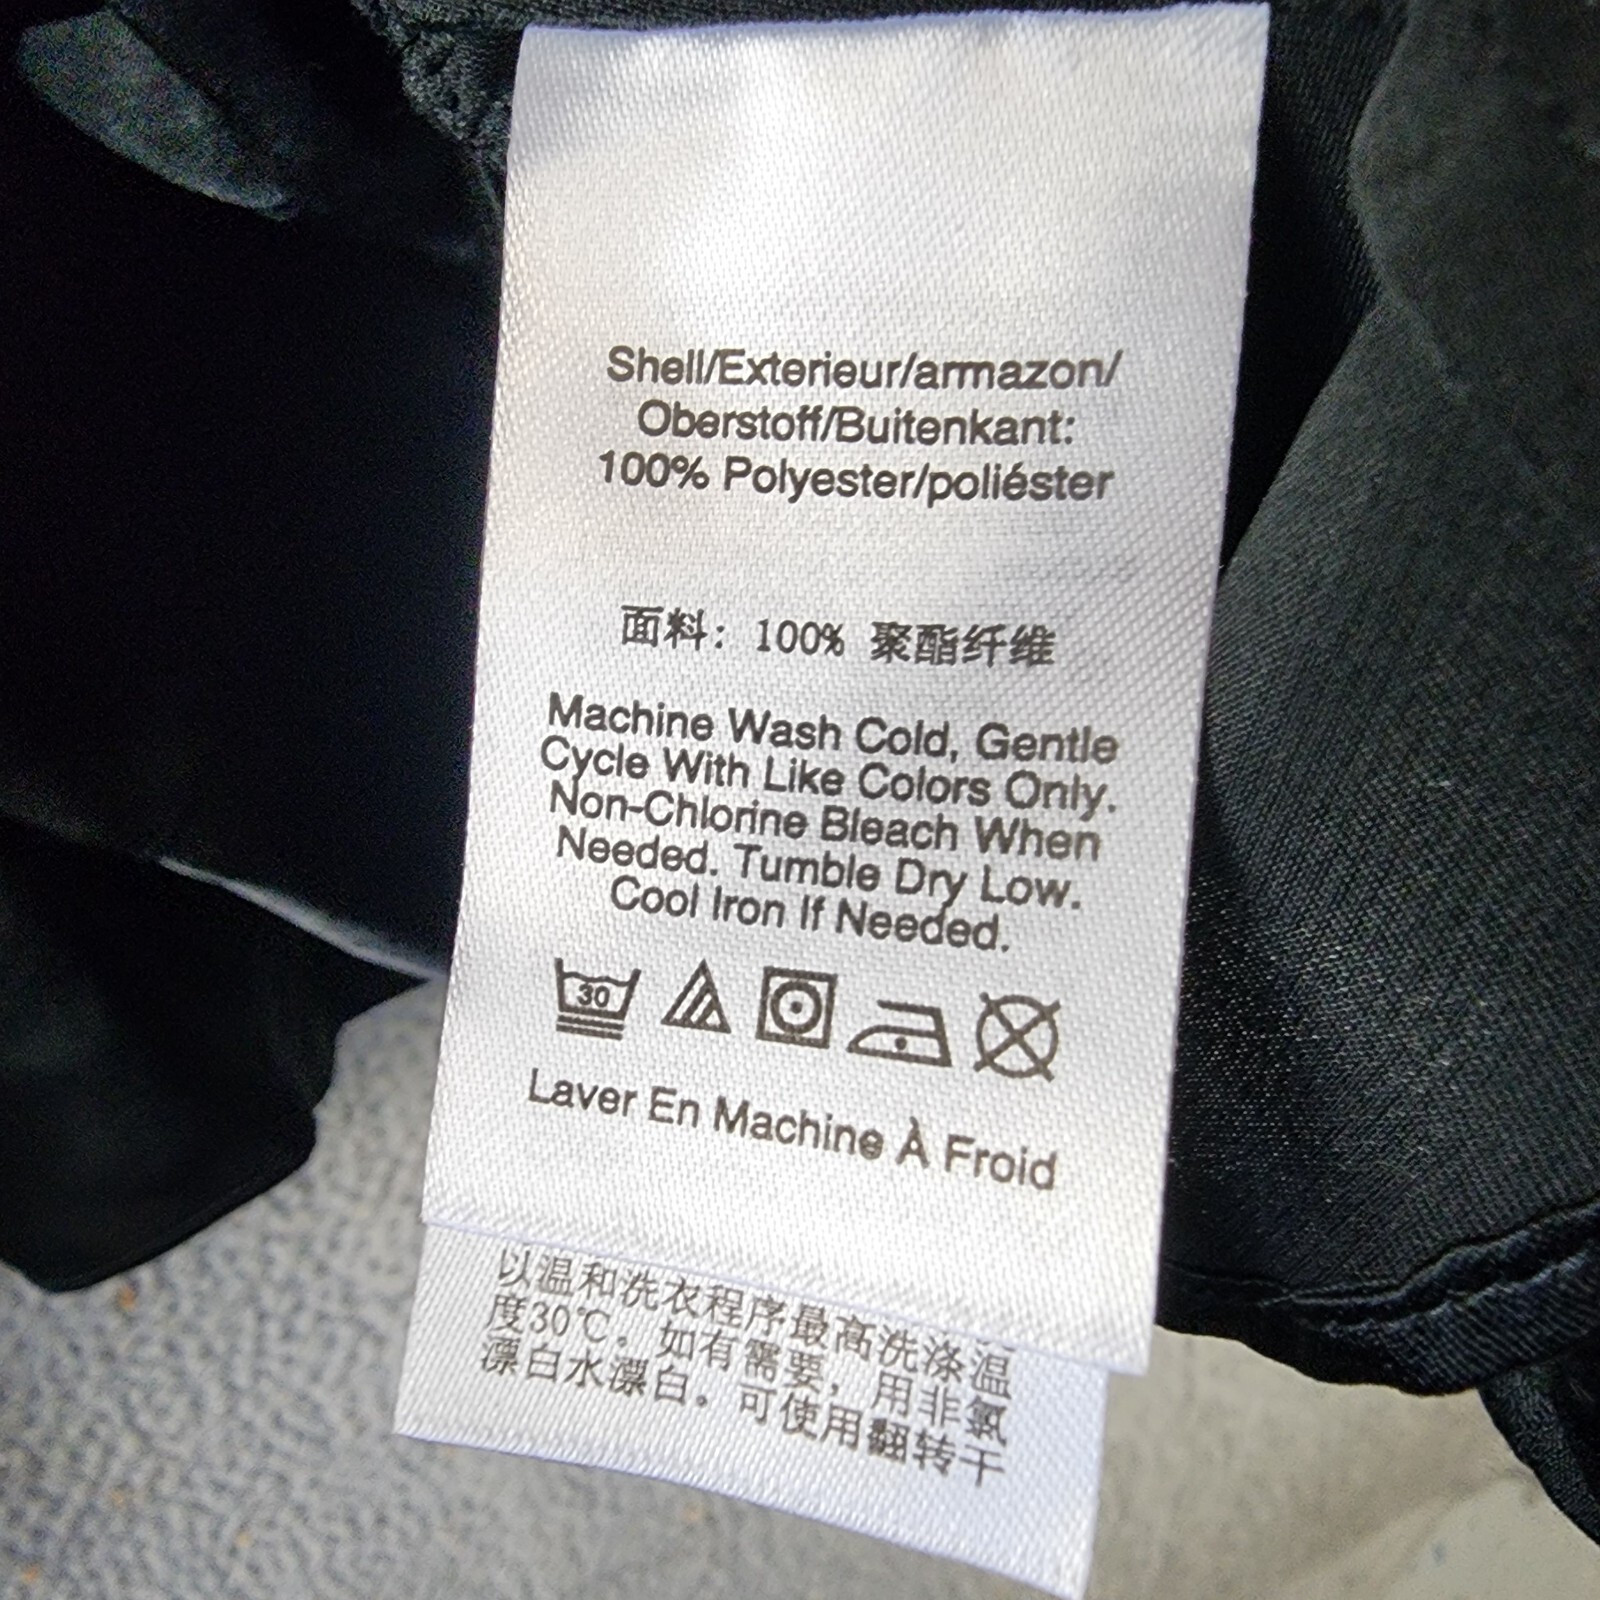 Shell/Exterieur/armazon/
Oberstoff/Buitenkant:
100% Polyester/poliéster
面料: 100% 聚酯纤维
Machine Wash Cold, Gentle
Cycle With Like Colors Only.
Non-Chlorine Bleach When
Needed. Tumble Dry Low.
Cool Iron If Needed.
30
Laver En Machine À Froid
以温和洗衣程序最高洗涤温
度30℃。如有需要，用非氯
漂白水漂白。可使用翻转干